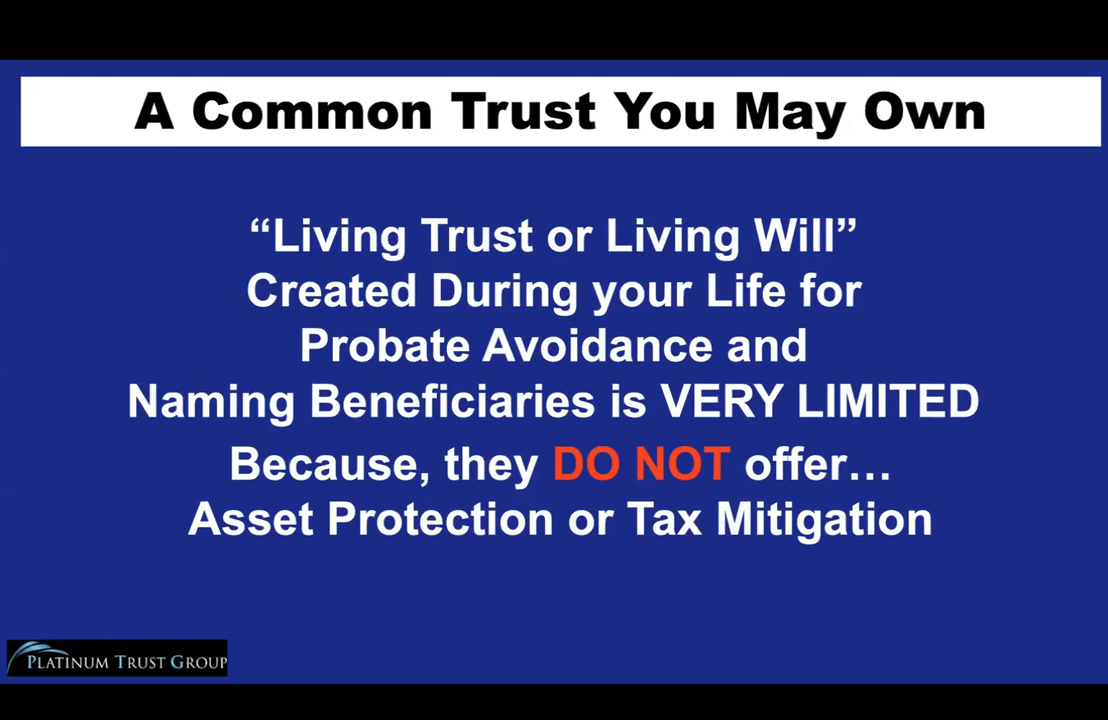 A Common Trust You May Own
“Living Trust or Living Will”
Created During your Life for
Probate Avoidance and
Naming Beneficiaries is VERY LIMITED
Because, they DO NOT offer…
Asset Protection or Tax Mitigation
PLATINUM TRUST GROUP